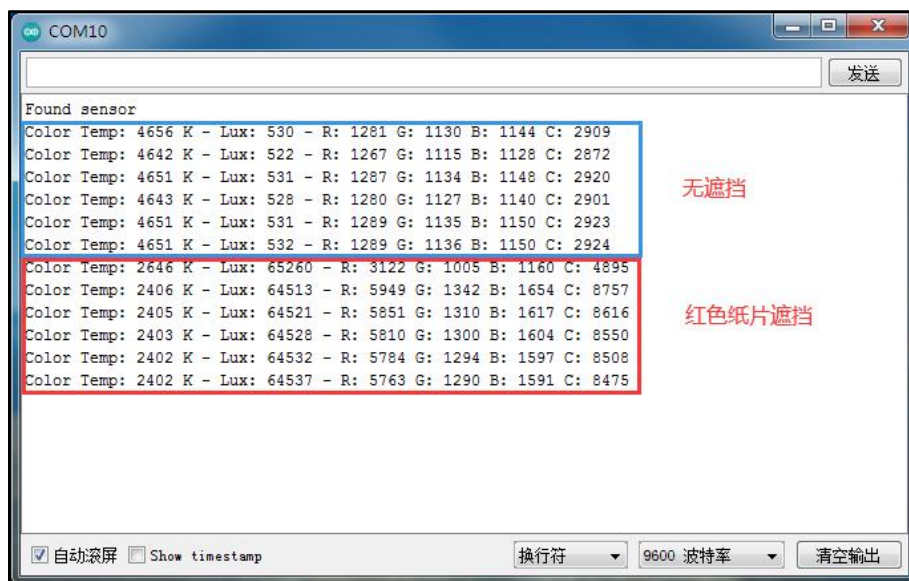 COM10
发送
Found sensor
Color Temp: 4656 K - Lux: 530 - R: 1281 G: 1130 B: 1144 C: 2909
Color Temp: 4642 K - Lux: 522 - R: 1267 G: 1115 B: 1128 C: 2872
Color Temp: 4651 K - Lux: 531 - R: 1287 G: 1134 B: 1148 C: 2920
无遮挡
Color Temp: 4643 K - Lux: 528 - R: 1280 G: 1127 B: 1140 C: 2901
Color Temp: 4651 K - Lux: 531 - R: 1289 G: 1135 B: 1150 C: 2923
Color Temp: 4651 K - Lux: 532 - R: 1289 G: 1136 B: 1150 C: 2924
Color Temp: 2646 K - Lux: 65260 - R: 3122 G: 1005 B: 1160 C: 4895
Color Temp: 2406 K - Lux: 64513 - R: 5949 G: 1342 B: 1654 C: 8757
Color Temp: 2405 K - Lux: 64521 - R: 5851 G: 1310 B: 1617 C: 8616
红色纸片遮挡
Color Temp: 2403 K - Lux: 64528 - R: 5810 G: 1300 B: 1604 C: 8550
Color Temp: 2402 K - Lux: 64532 - R: 5784 G: 1294 B: 1597 C: 8508
Color Temp: 2402 K - Lux: 64537 - R: 5763 G: 1290 B: 1591 C: 8475
自动滚屏 Show timestamp 换行符 9600 波特率 清空输出